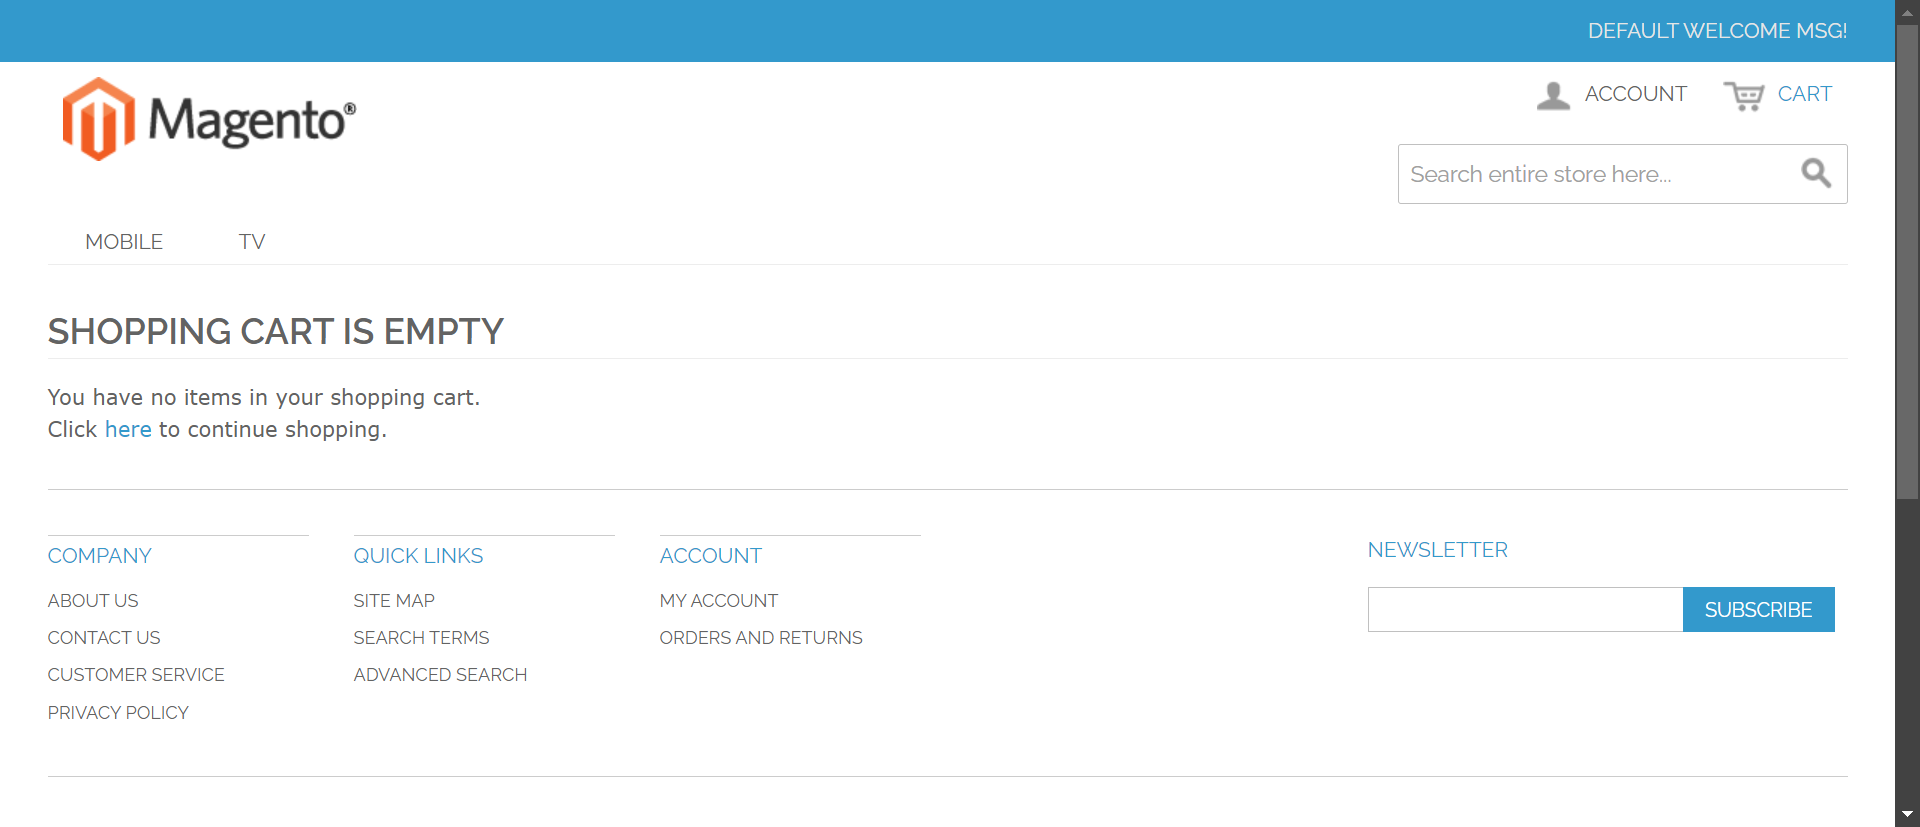 DEFAULT WELCOME MSG!
Magento®
ACCOUNT
CART
Search entire store here...
MOBILE
TV
SHOPPING CART IS EMPTY
You have no items in your shopping cart.
Click here to continue shopping.
COMPANY
ABOUT US
CONTACT US
CUSTOMER SERVICE
PRIVACY POLICY
QUICK LINKS
SITE MAP
SEARCH TERMS
ADVANCED SEARCH
ACCOUNT
MY ACCOUNT
ORDERS AND RETURNS
NEWSLETTER
SUBSCRIBE